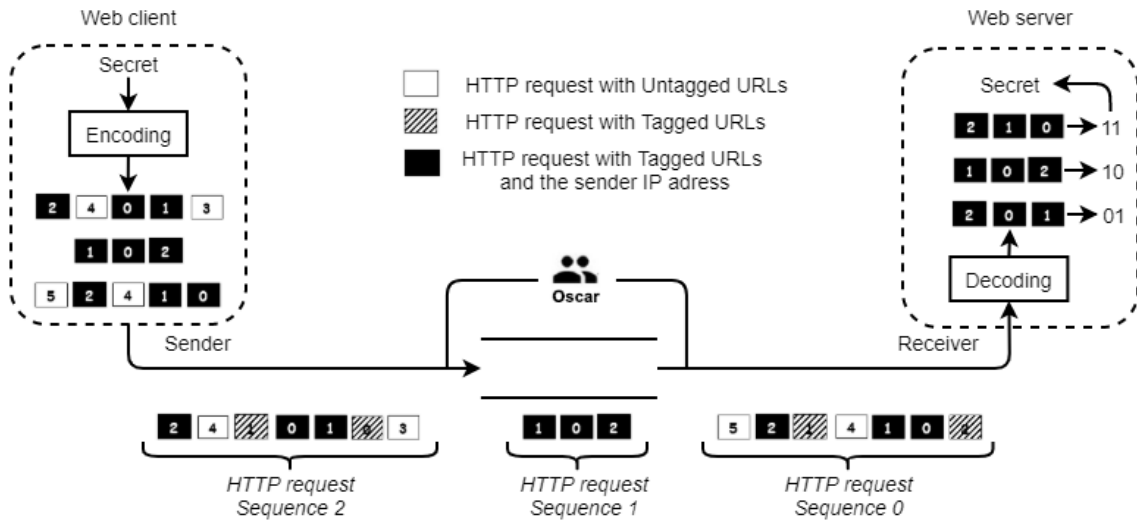 Web client
Web server
Secret
Encoding
2 4 0 1 3
1 0 2
5 2 4 1 0
HTTP request with Untagged URLs
HTTP request with Tagged URLs
HTTP request with Tagged URLs
and the sender IP adress
Secret
2 1 0 11
1 0 2 10
2 0 1 01
Decoding
Oscar
Sender
Receiver
2 4 1 0 1 0 3
1 0 2
5 2 1 4 1 0 2
HTTP request
Sequence 2
HTTP request
Sequence 1
HTTP request
Sequence 0